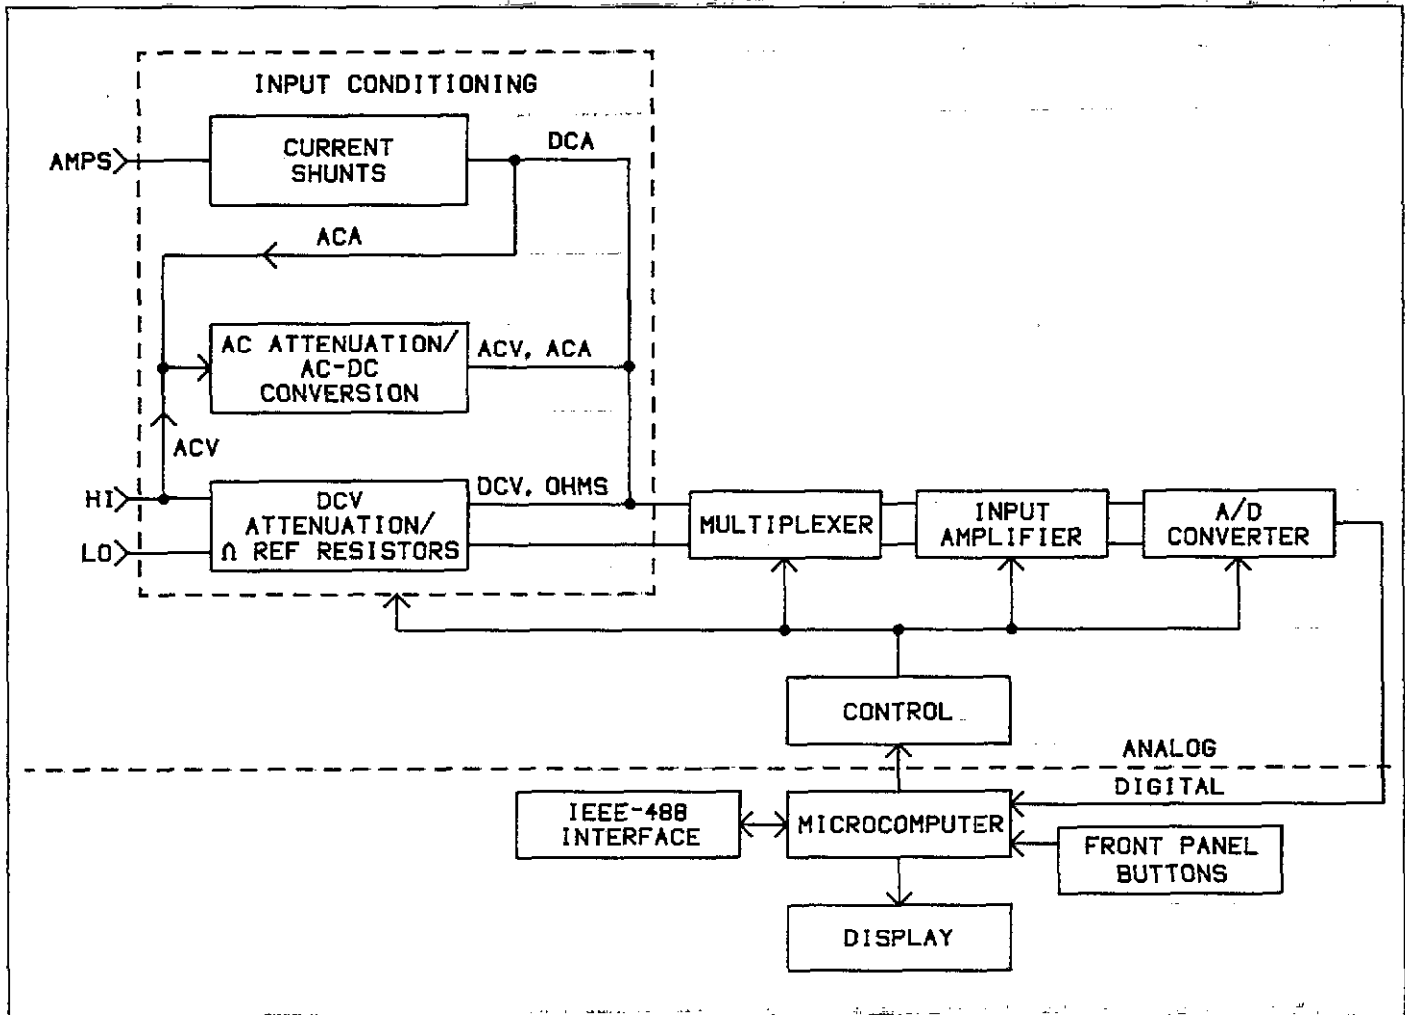 INPUT CONDITIONING
AMPS
CURRENT
SHUNTS
DCA
ACA
AC ATTENUATION/
AC-DC
CONVERSION
ACV, ACA
ACV
HI
LO
DCV
ATTENUATION/
Ω REF RESISTORS
DCV, OHMS
MULTIPLEXER
INPUT
AMPLIFIER
A/D
CONVERTER
CONTROL
ANALOG
DIGITAL
IEEE-488
INTERFACE
MICROCOMPUTER
FRONT PANEL
BUTTONS
DISPLAY